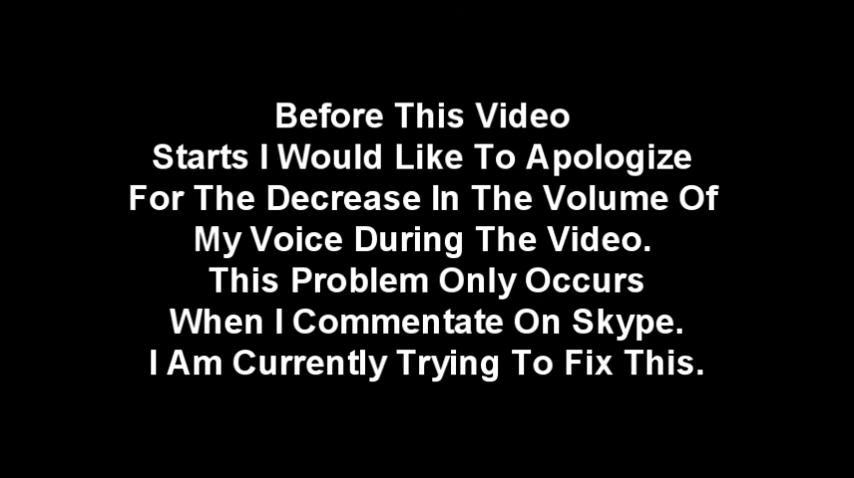 Before This Video
Starts I Would Like To Apologize
For The Decrease In The Volume Of
My Voice During The Video.
This Problem Only Occurs
When I Commentate On Skype.
I Am Currently Trying To Fix This.